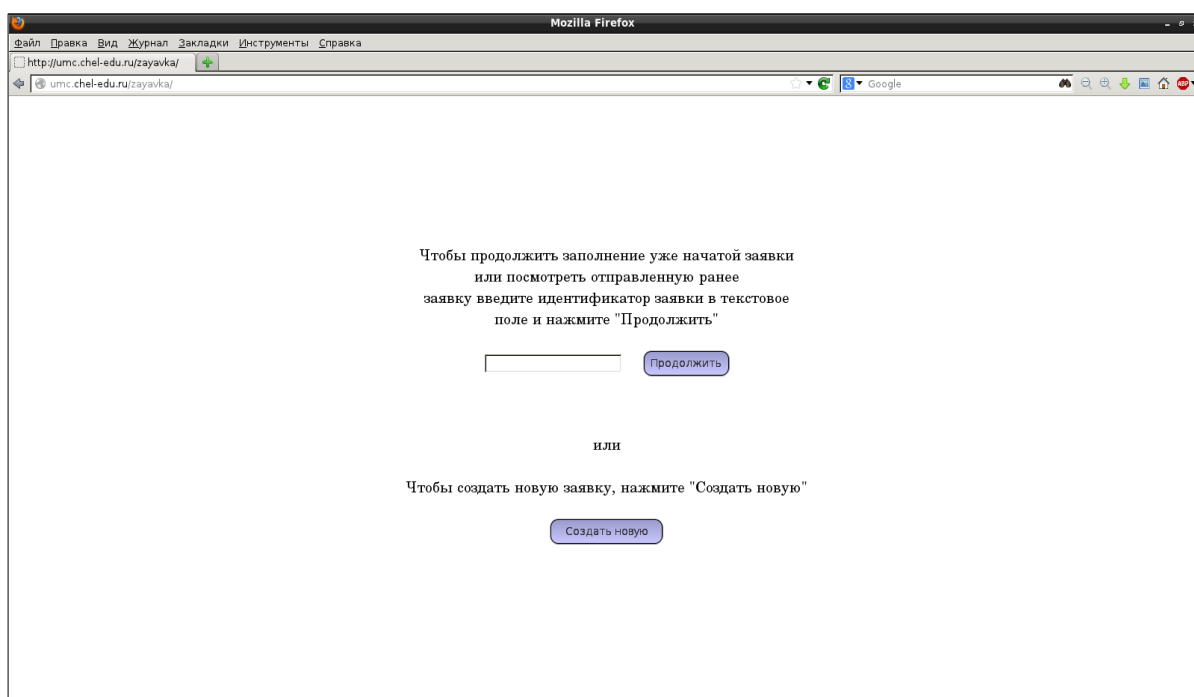 Mozilla Firefox
Файл Правка Вид Журнал Закладки Инструменты Справка
http://umc.chel-edu.ru/zayavka/
umc.chel-edu.ru/zayavka/ 8 Google ABP
Чтобы продолжить заполнение уже начатой заявки
или посмотреть отправленную ранее
заявку введите идентификатор заявки в текстовое
поле и нажмите "Продолжить"
Продолжить
или
Чтобы создать новую заявку, нажмите "Создать новую"
Создать новую